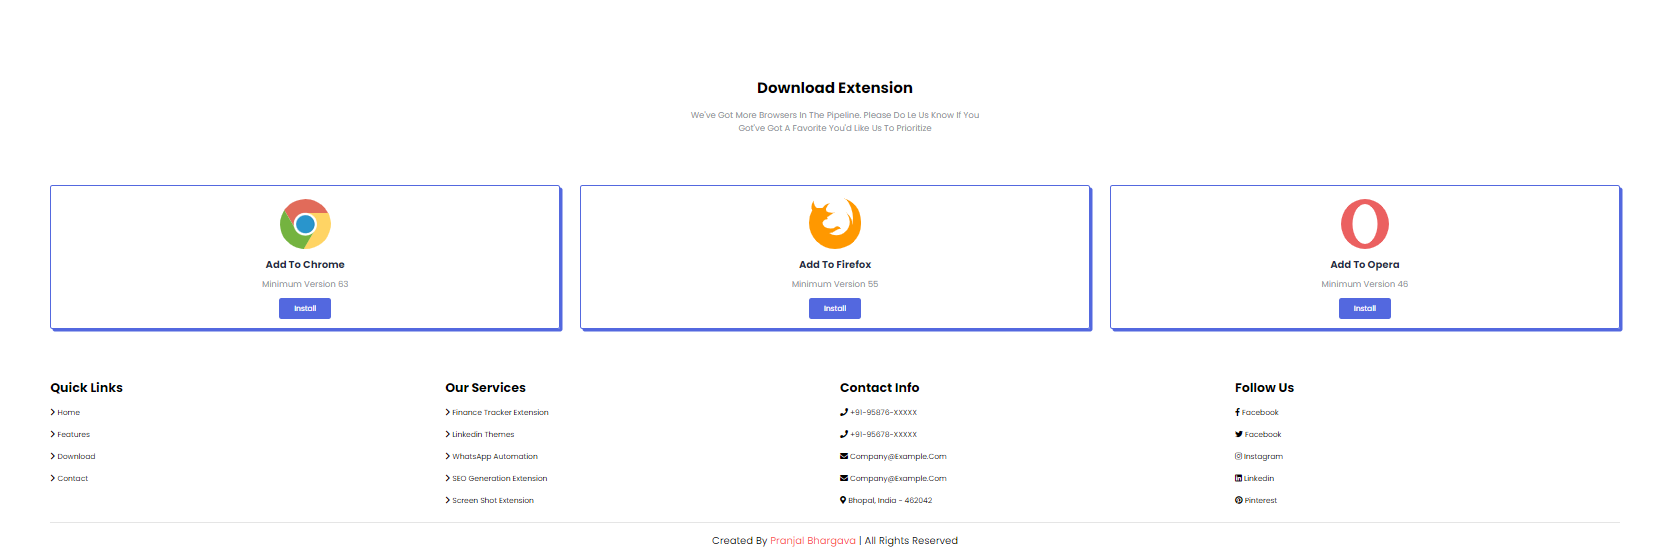 Download Extension
We've Got More Browsers In The Pipeline. Please Do Le Us Know If You
Got've Got A Favorite You'd Like Us To Prioritize
Add To Chrome
Minimum Version 63
Install
Add To Firefox
Minimum Version 55
Install
Add To Opera
Minimum Version 46
Install
Quick Links
Home
Features
Download
Contact
Our Services
Finance Tracker Extension
Linkedin Themes
WhatsApp Automation
SEO Generation Extension
Screen Shot Extension
Contact Info
+91-95876-XXXXX
+91-95678-XXXXX
Company@Example.Com
Company@Example.Com
Bhopal, India - 462042
Follow Us
Facebook
Facebook
Instagram
Linkedin
Pinterest
Created By Pranjal Bhargava | All Rights Reserved